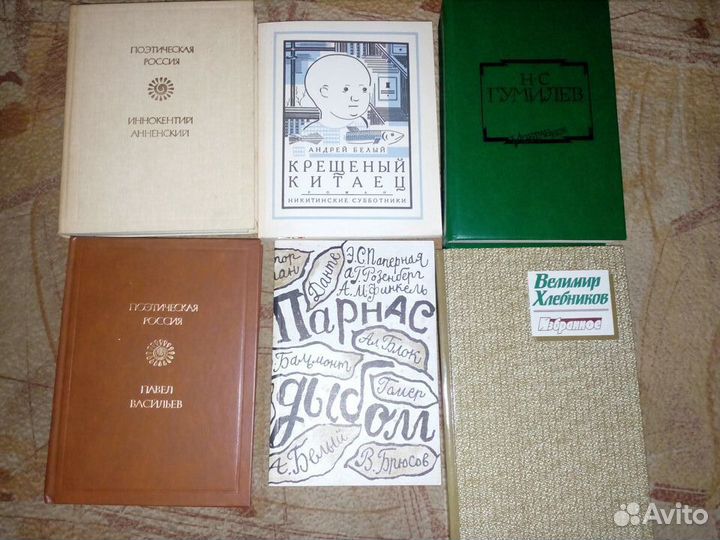 ПОЭТИЧЕСКАЯ
РОССИЯ
ИННОКЕНТИЙ
АННЕНСКИЙ
АНДРЕЙ БЕЛЫЙ
КРЕЩЕНЫЙ
КИТАЕЦ
РОМАН
НИКИТИНСКИЕ СУББОТНИКИ
Н·С
ГУМИЛЕВ
ПОЭТИЧЕСКАЯ
РОССИЯ
ПАВЕЛ
ВАСИЛЬЕВ
Данте
Э.С.Паперная
А.Г.Розенберг
А.М.Финкель
ПАРНАС
Ал.Блок
Бальмонт
Гомер
дыбом
А.Белый
В.Брюсов
Велимир
Хлебников
Избранное
Avito